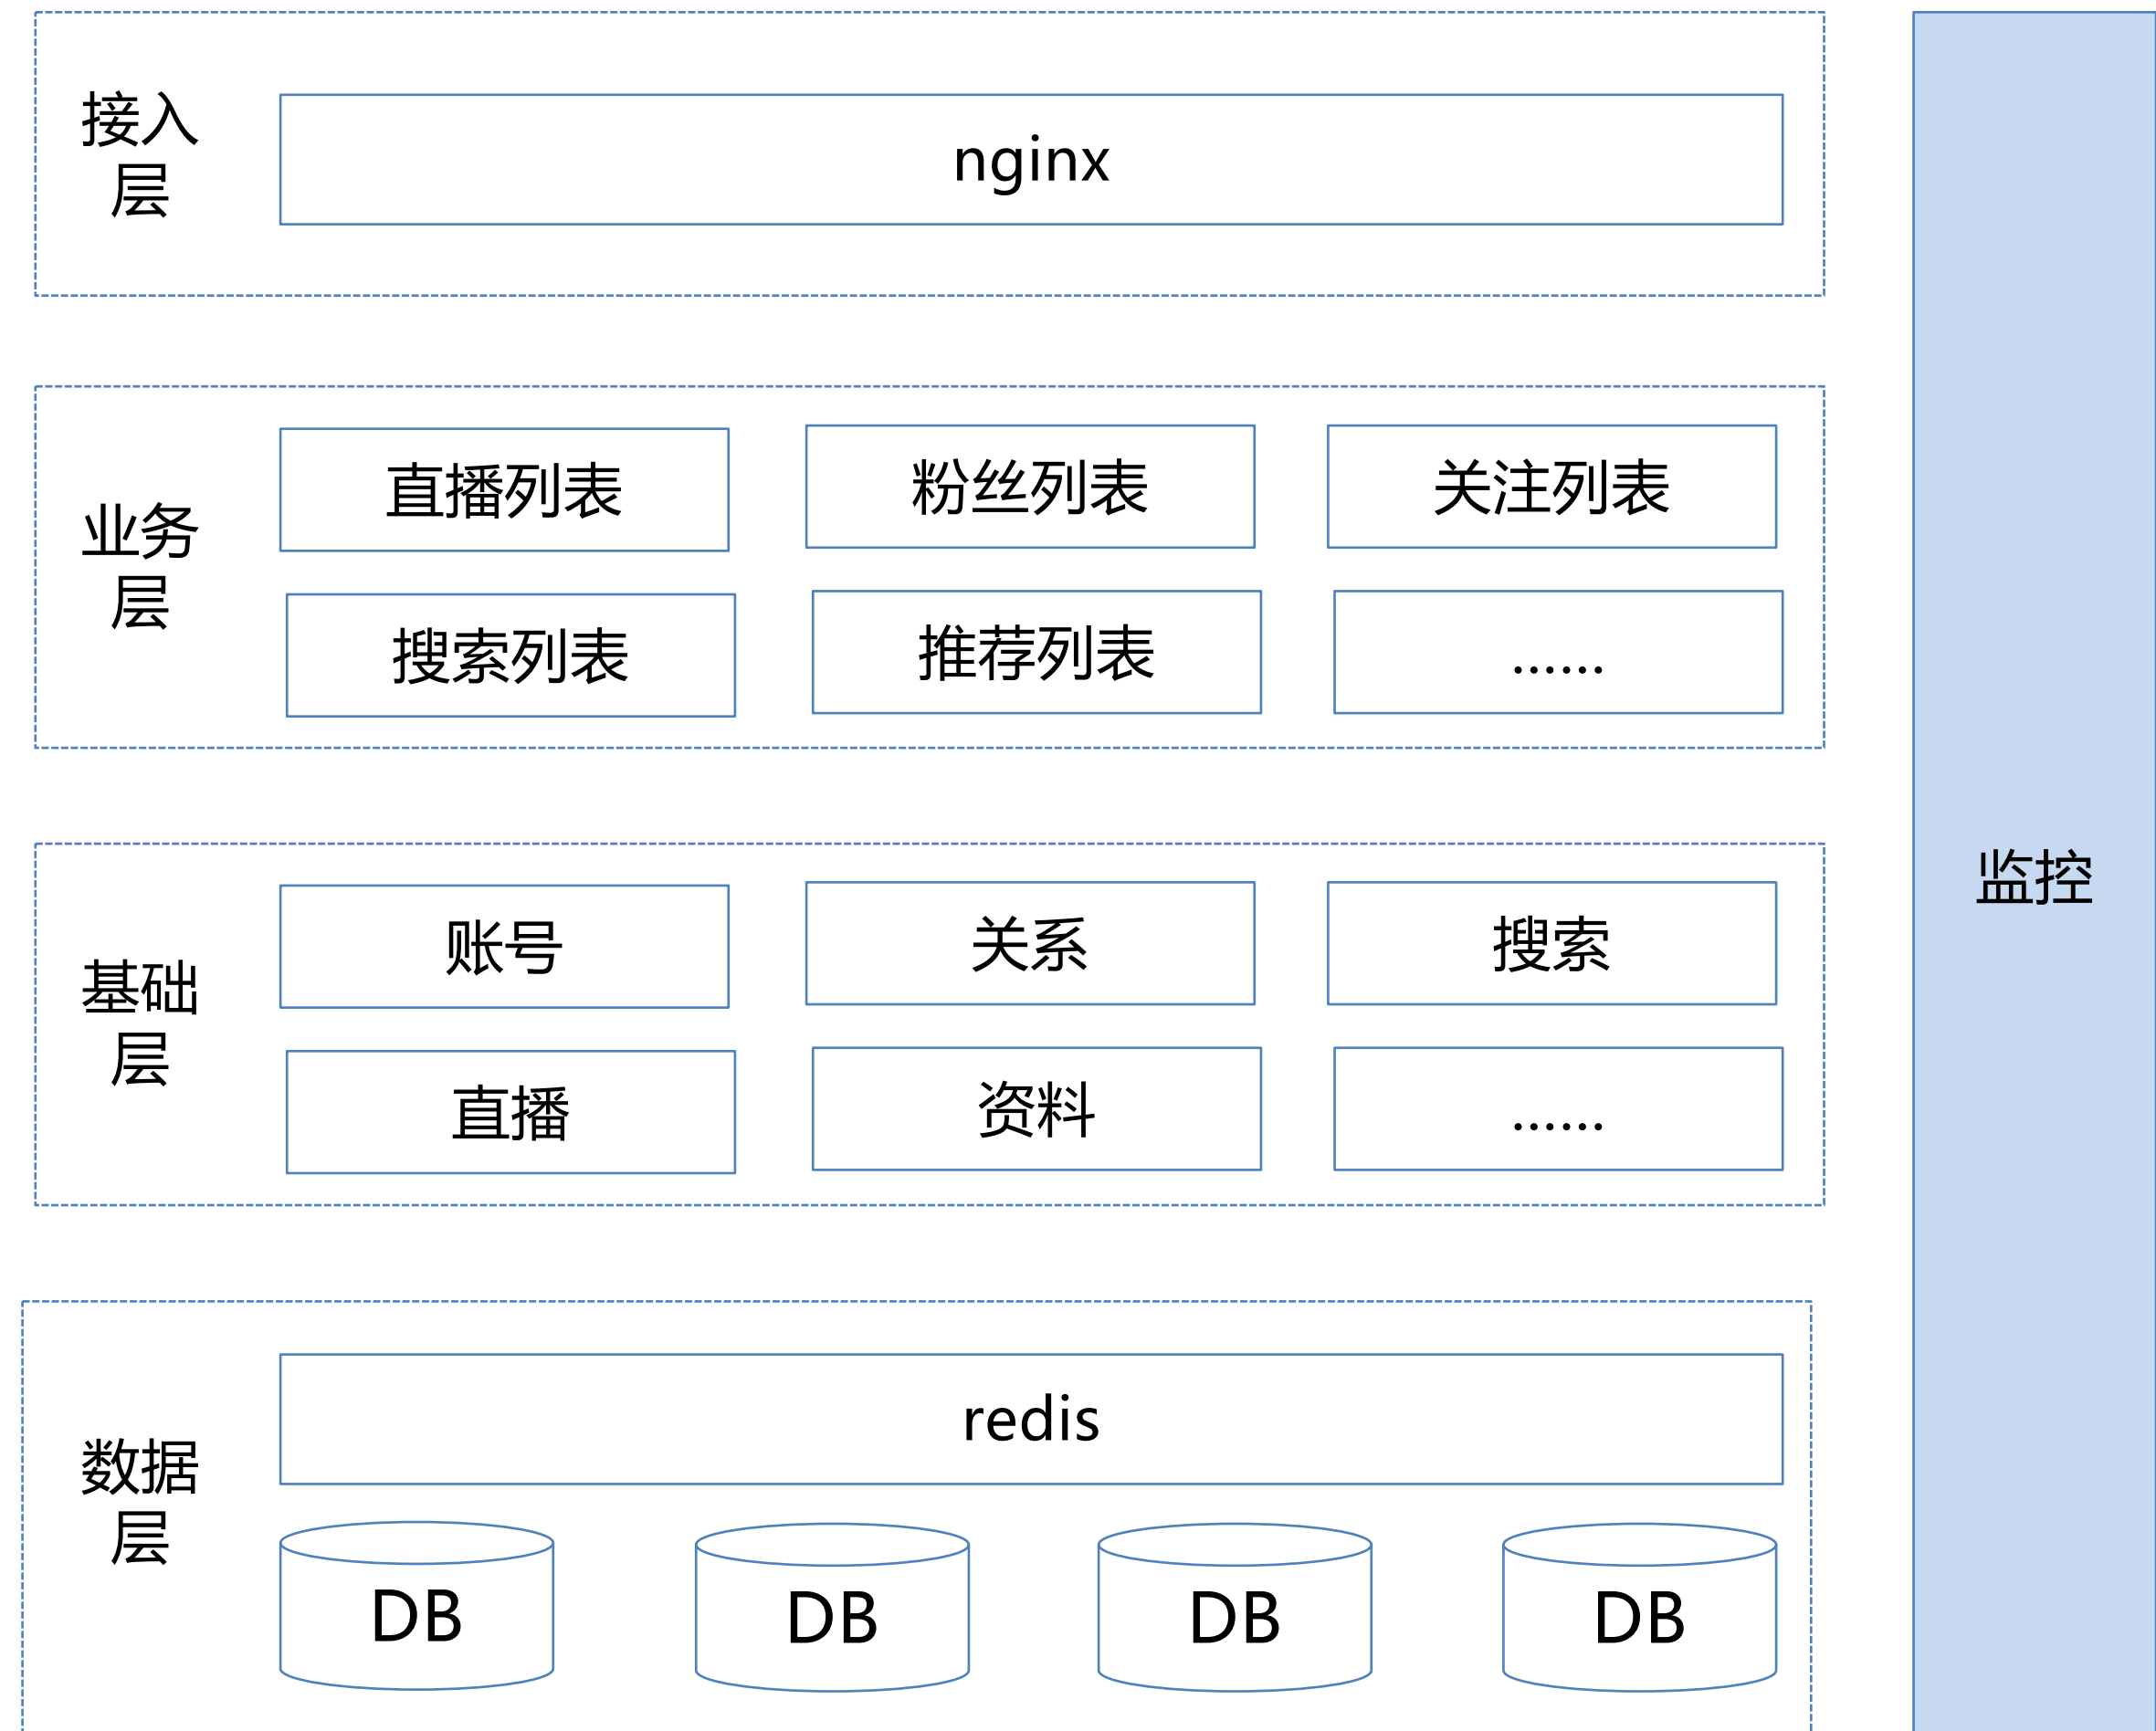 接入
层
nginx
业务
层
直播列表
粉丝列表
关注列表
搜索列表
推荐列表
......
监控
基础
层
账号
关系
搜索
直播
资料
......
数据
层
redis
DB
DB
DB
DB